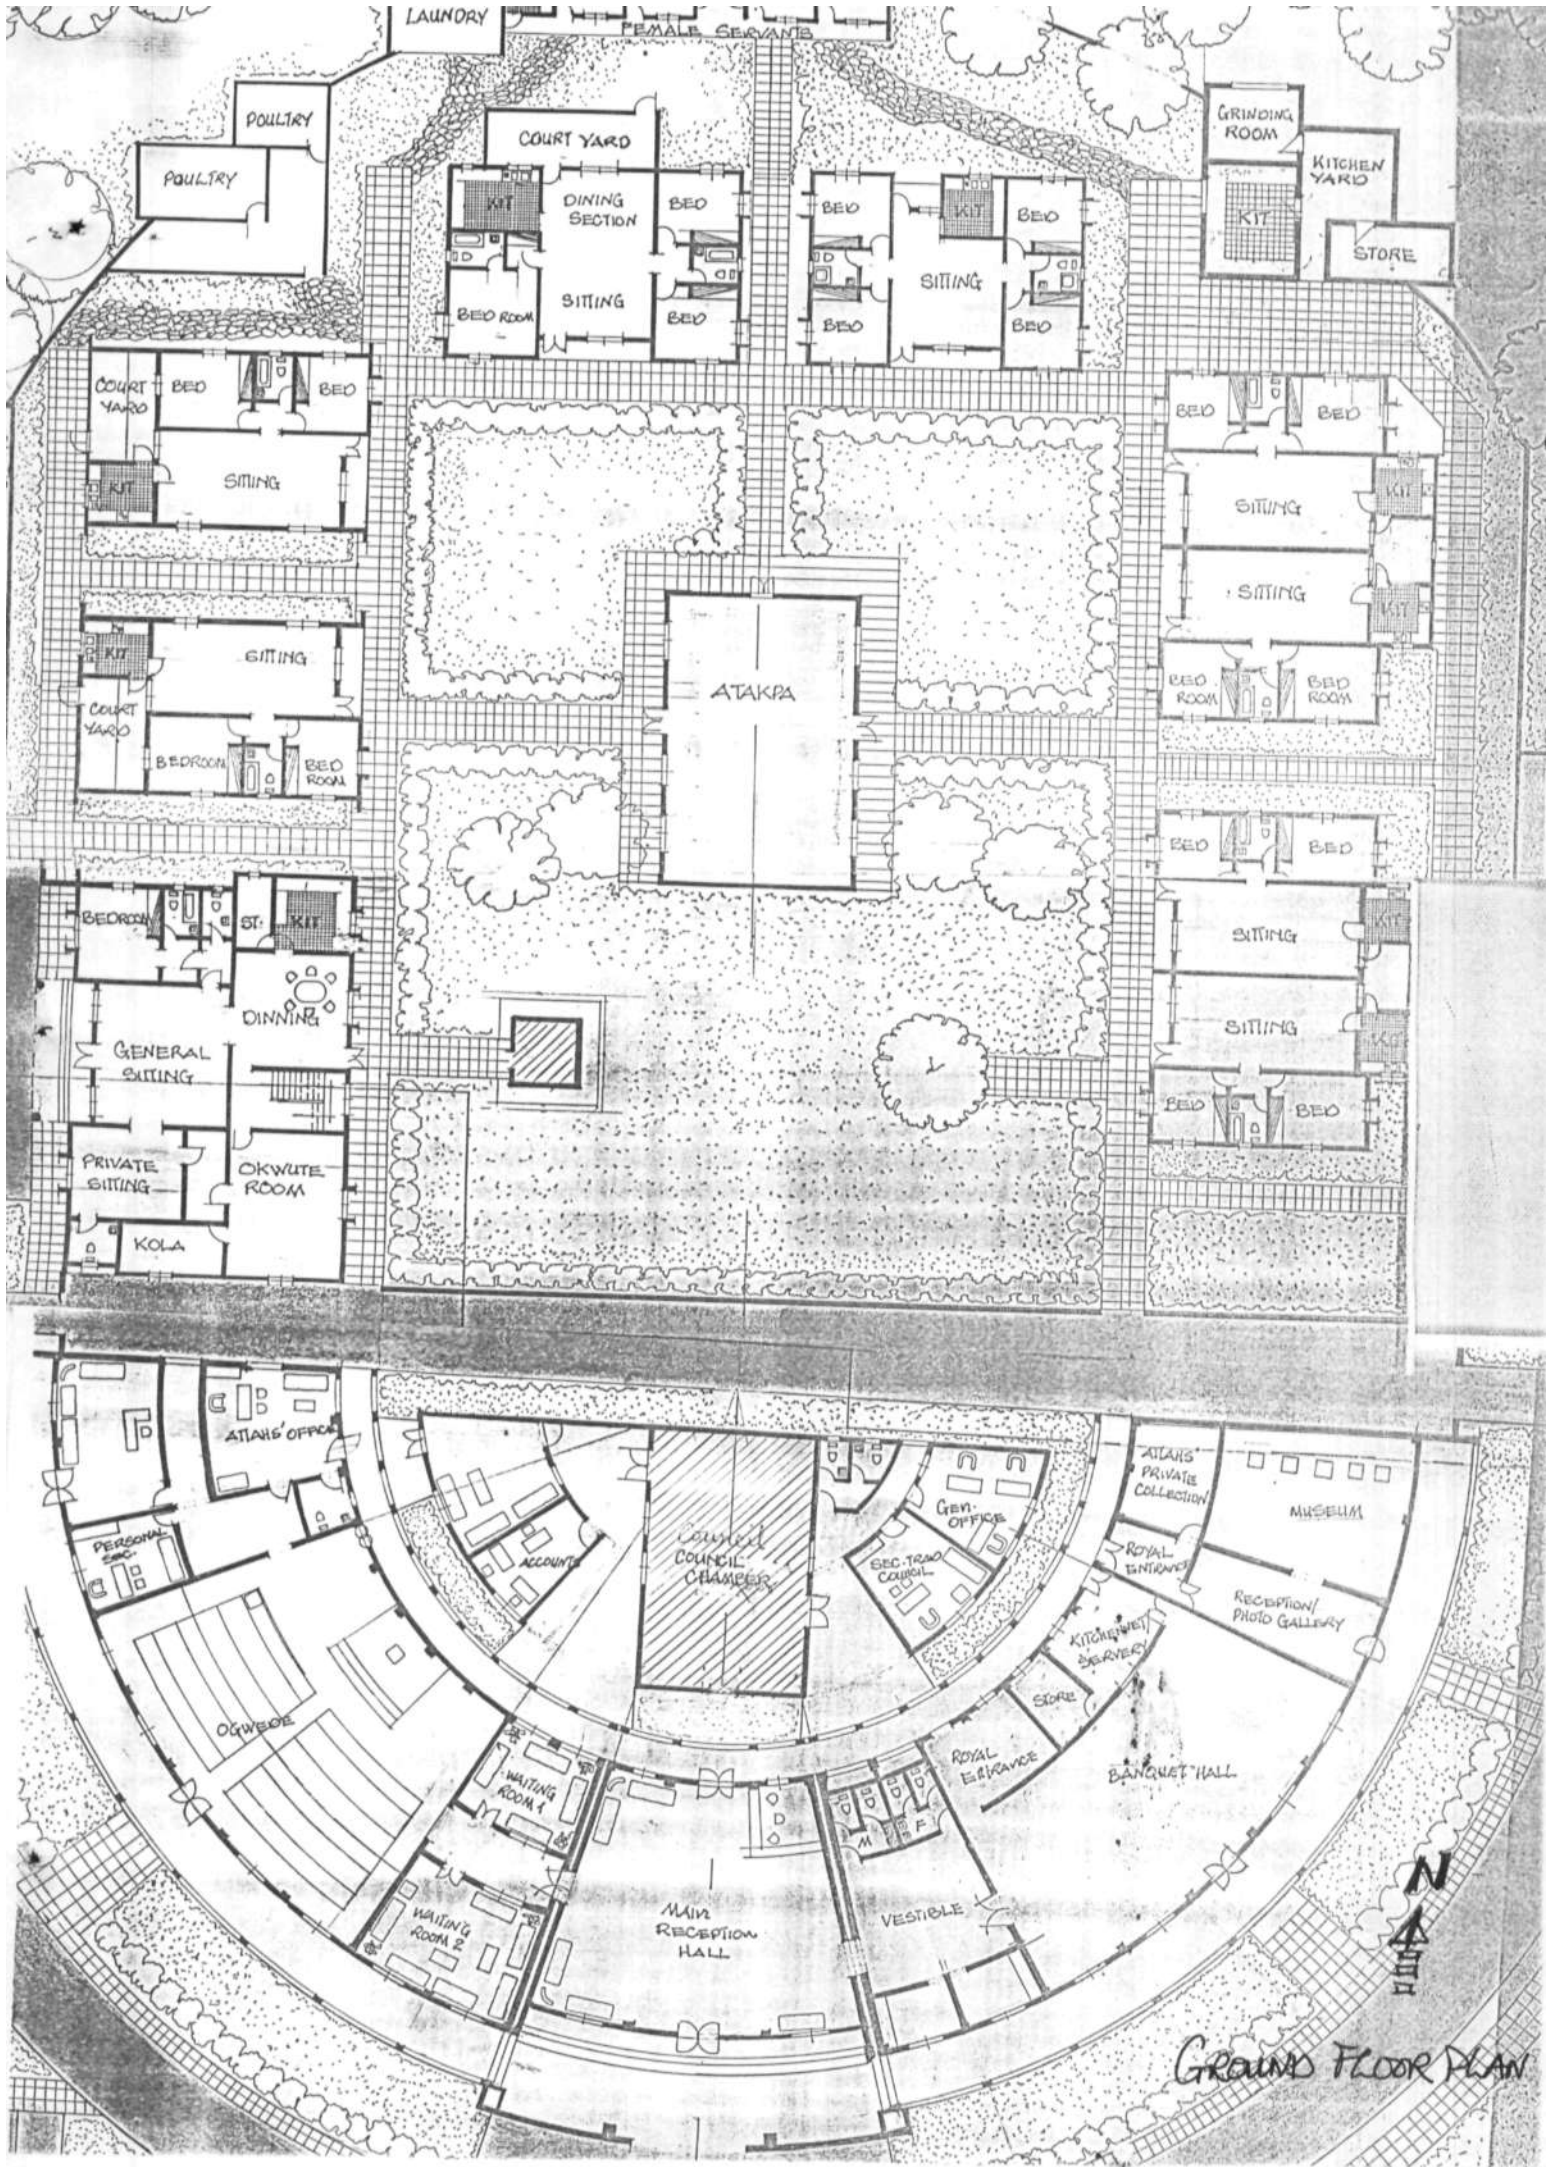 LAUNDRY
FEMALE SERVANTS
POULTRY
POULTRY
COURT YARD
GRINDING
ROOM
KITCHEN
YARD
KIT
STORE
KIT
DINING
SECTION
BED
BED ROOM
SITTING
BED
BED
KIT
BED
SITTING
BED
BED
COURT
YARD
BED
BED
KIT
SITTING
BED
BED
SITTING
KIT
SITTING
KIT
BED
ROOM
BED
ROOM
KIT
SITTING
COURT
YARD
BEDROOM
BED
ROOM
ATAKPA
BED
BED
SITTING
KIT
SITTING
KIT
BED
BED
BEDROOM
ST.
KIT
DINNING
GENERAL
SITTING
PRIVATE
SITTING
OKWUTE
ROOM
KOLA
ATTAHS' OFFICE
PERSONAL
SEC.
ACCOUNTS
Council
COUNCIL
CHAMBER
GEN.
OFFICE
SEC. TRAD
COUNCIL
ATTAHS'
PRIVATE
COLLECTION
MUSEUM
ROYAL
ENTRANCE
RECEPTION/
PHOTO GALLERY
KITCHENNET/
SERVERY
STORE
ROYAL
ENTRANCE
BANQUET HALL
OGWEDE
WAITING
ROOM 1
WAITING
ROOM 2
MAIN
RECEPTION
HALL
M
F
VESTIBLE
N
GROUND FLOOR PLAN